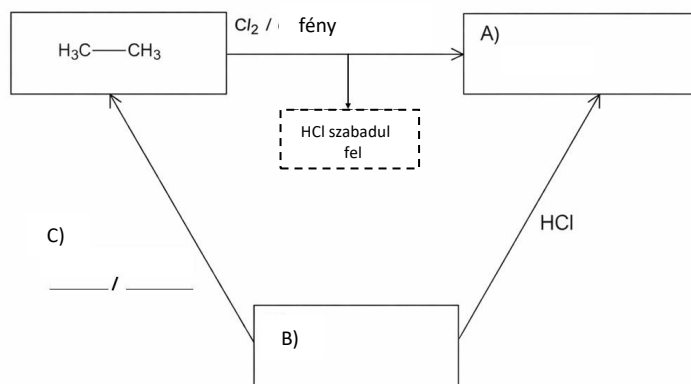 Cl₂ / fény
A)
H₃C—CH₃
HCl szabadul
fel
C)
HCl
/
B)